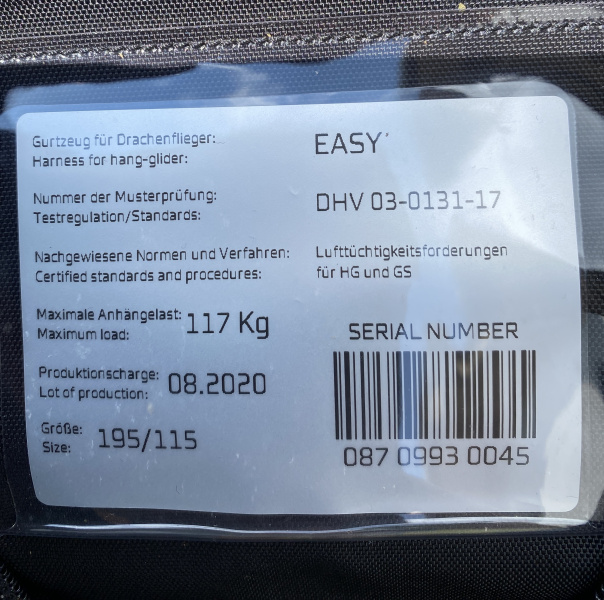 Gurtzeug für Drachenflieger:
Harness for hang-glider:
EASY
Nummer der Musterprüfung:
Testregulation/Standards:
DHV 03-0131-17
Nachgewiesene Normen und Verfahren:
Certified standards and procedures:
Lufttüchtigkeitsforderungen
für HG und GS
Maximale Anhängelast:
Maximum load:
117 Kg
Produktionscharge:
Lot of production:
08.2020
Größe:
Size:
195/115
SERIAL NUMBER
087 0993 0045